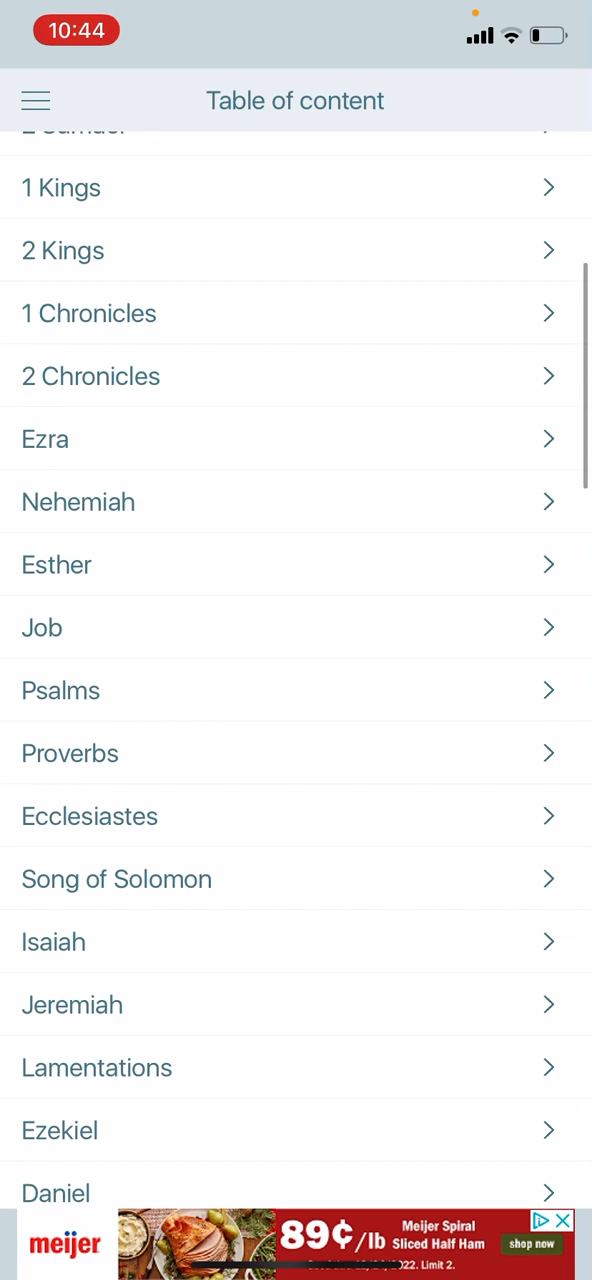 10:44
Table of content
2 Samuel
1 Kings
2 Kings
1 Chronicles
2 Chronicles
Ezra
Nehemiah
Esther
Job
Psalms
Proverbs
Ecclesiastes
Song of Solomon
Isaiah
Jeremiah
Lamentations
Ezekiel
Daniel
meijer
89¢/lb
Meijer Spiral
Sliced Half Ham
shop now
Limit 2.